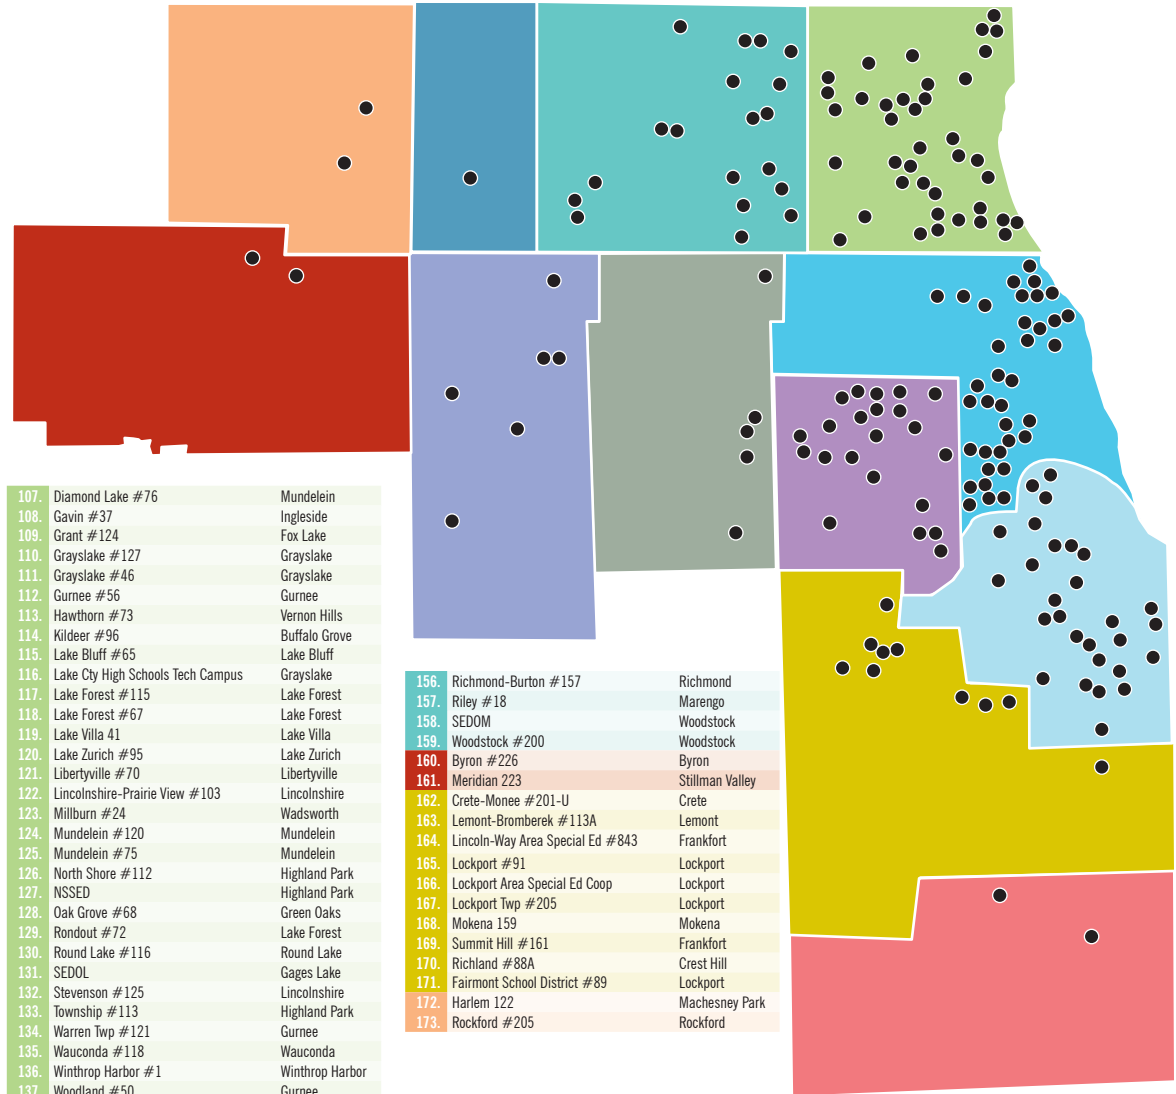 107. Diamond Lake #76 Mundelein
108. Gavin #37 Ingleside
109. Grant #124 Fox Lake
110. Grayslake #127 Grayslake
111. Grayslake #46 Grayslake
112. Gurnee #56 Gurnee
113. Hawthorn #73 Vernon Hills
114. Kildeer #96 Buffalo Grove
115. Lake Bluff #65 Lake Bluff
116. Lake Cty High Schools Tech Campus Grayslake
117. Lake Forest #115 Lake Forest
118. Lake Forest #67 Lake Forest
119. Lake Villa 41 Lake Villa
120. Lake Zurich #95 Lake Zurich
121. Libertyville #70 Libertyville
122. Lincolnshire-Prairie View #103 Lincolnshire
123. Millburn #24 Wadsworth
124. Mundelein #120 Mundelein
125. Mundelein #75 Mundelein
126. North Shore #112 Highland Park
127. NSSED Highland Park
128. Oak Grove #68 Green Oaks
129. Rondout #72 Lake Forest
130. Round Lake #116 Round Lake
131. SEDOL Gages Lake
132. Stevenson #125 Lincolnshire
133. Township #113 Highland Park
134. Warren Twp #121 Gurnee
135. Wauconda #118 Wauconda
136. Winthrop Harbor #1 Winthrop Harbor
137. Woodland #50 Gurnee
156. Richmond-Burton #157 Richmond
157. Riley #18 Marengo
158. SEDOM Woodstock
159. Woodstock #200 Woodstock
160. Byron #226 Byron
161. Meridian 223 Stillman Valley
162. Crete-Monee #201-U Crete
163. Lemont-Bromberek #113A Lemont
164. Lincoln-Way Area Special Ed #843 Frankfort
165. Lockport #91 Lockport
166. Lockport Area Special Ed Coop Lockport
167. Lockport Twp #205 Lockport
168. Mokena 159 Mokena
169. Summit Hill #161 Frankfort
170. Richland #88A Crest Hill
171. Fairmont School District #89 Lockport
172. Harlem 122 Machesney Park
173. Rockford #205 Rockford